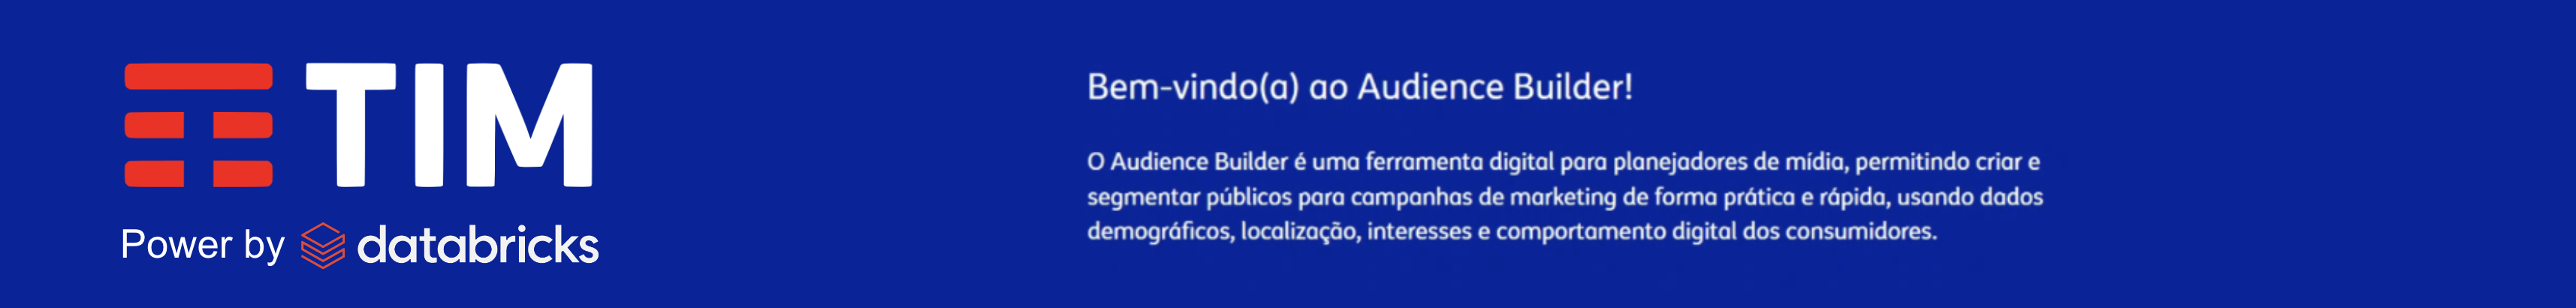 TIM
Power by databricks
Bem-vindo(a) ao Audience Builder!
O Audience Builder é uma ferramenta digital para planejadores de mídia, permitindo criar e
segmentar públicos para campanhas de marketing de forma prática e rápida, usando dados
demográficos, localização, interesses e comportamento digital dos consumidores.